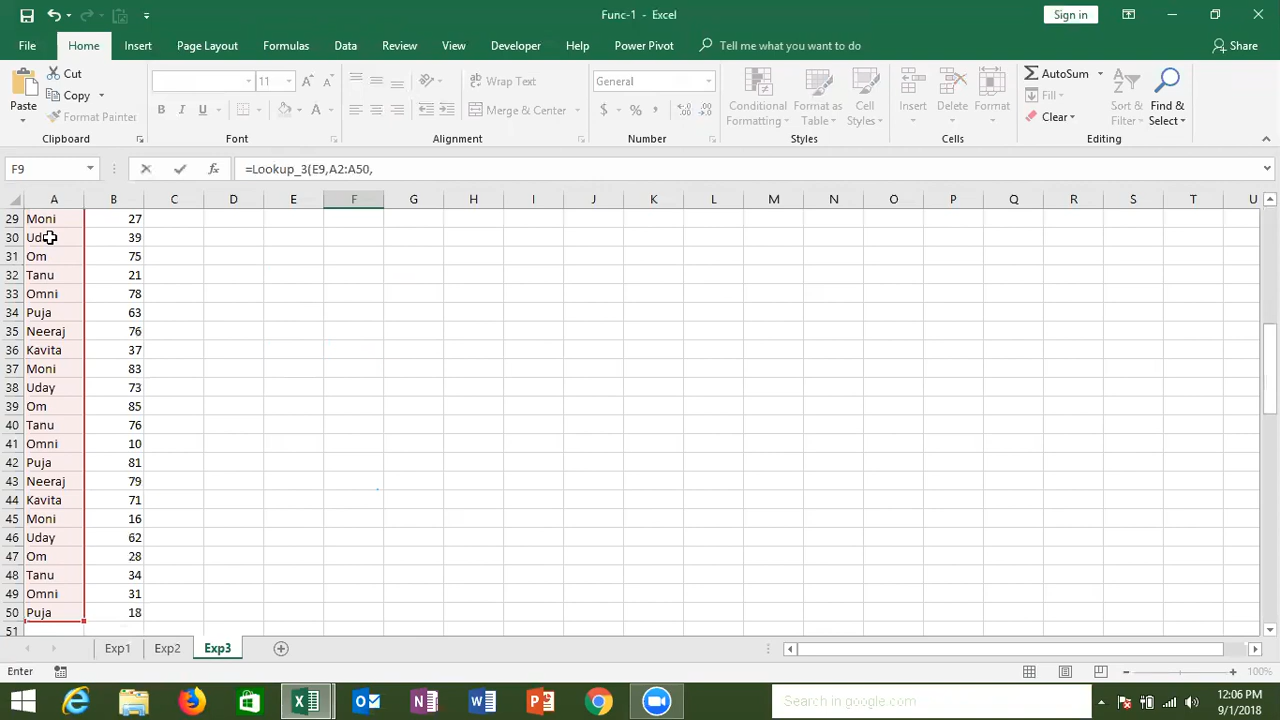 Func-1 - Excel
Sign in
File Home Insert Page Layout Formulas Data Review View Developer Help Power Pivot Tell me what you want to do Share
Paste
Cut
Copy
Format Painter
Clipboard
11
B I U
A
Font
Wrap Text
Merge & Center
Alignment
General
$ % ,
Number
Conditional Formatting
Format as Table
Cell Styles
Styles
Insert
Delete
Format
Cells
AutoSum
Fill
Clear
Sort & Filter
Find & Select
Editing
F9
fx
=Lookup_3(E9,A2:A50,
A B C D E F G H I J K L M N O P Q R S T U
29 Moni 27
30 Ud 39
31 Om 75
32 Tanu 21
33 Omni 78
34 Puja 63
35 Neeraj 76
36 Kavita 37
37 Moni 83
38 Uday 73
39 Om 85
40 Tanu 76
41 Omni 10
42 Puja 81
43 Neeraj 79
44 Kavita 71
45 Moni 16
46 Uday 62
47 Om 28
48 Tanu 34
49 Omni 31
50 Puja 18
51
Exp1 Exp2 Exp3
Enter
100%
Search in google.com
12:06 PM
9/1/2018